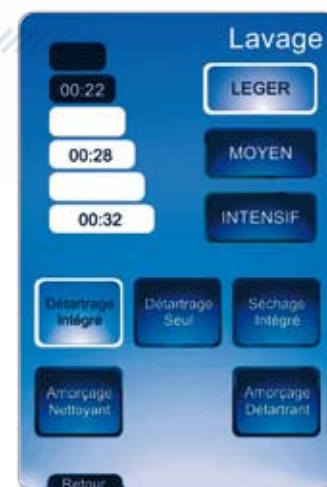 Lavage
00:22
LEGER
00:28
MOYEN
00:32
INTENSIF
Détartrage
Intégré
Détartrage
Seul
Séchage
Intégré
Amorçage
Nettoyant
Amorçage
Détartrant
Retour